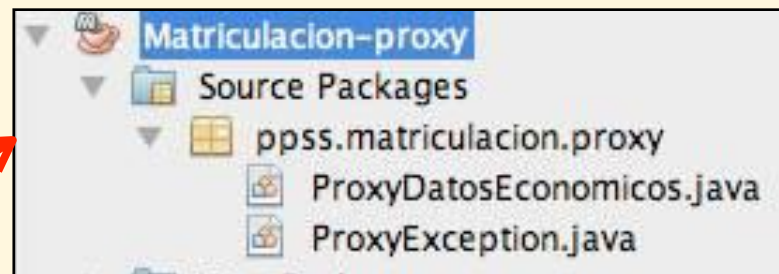 Matriculacion-proxy
Source Packages
ppss.matriculacion.proxy
ProxyDatosEconomicos.java
ProxyException.java